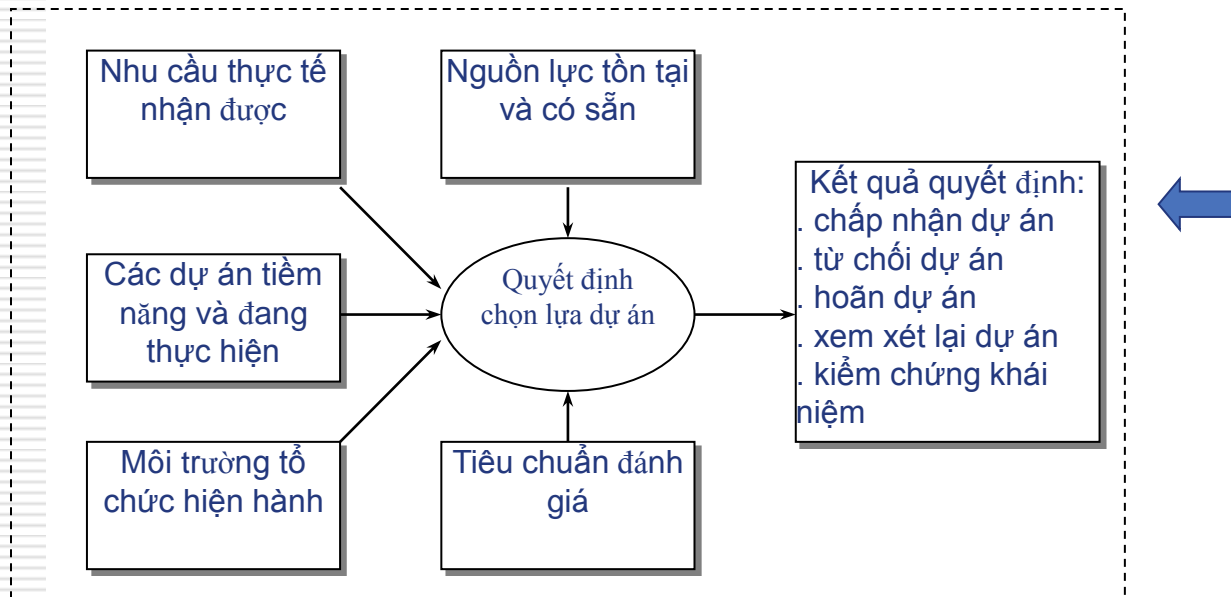 Nhu cầu thực tế
nhận được
Nguồn lực tồn tại
và có sẵn
Các dự án tiềm
năng và đang
thực hiện
Quyết định
chọn lựa dự án
Kết quả quyết định:
. chấp nhận dự án
. từ chối dự án
. hoãn dự án
. xem xét lại dự án
. kiểm chứng khái
niệm
Môi trường tổ
chức hiện hành
Tiêu chuẩn đánh
giá